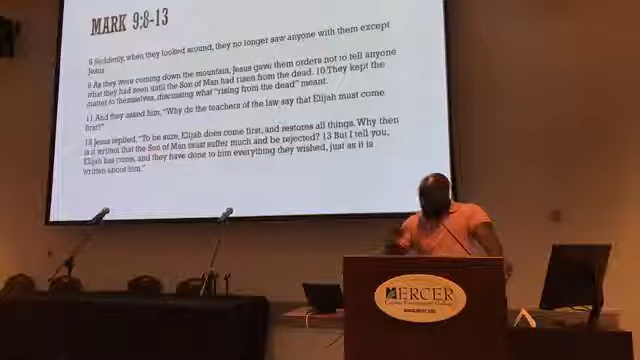 MARK 9:8-13
8 Suddenly, when they looked around, they no longer saw anyone with them except
Jesus
9 As they were coming down the mountain, Jesus gave them orders not to tell anyone
what they had seen until the Son of Man had risen from the dead. 10 They kept the
matter to themselves, discussing what "rising from the dead" meant.
11 And they asked him, "Why do the teachers of the law say that Elijah must come
first?"
12 Jesus replied, "To be sure, Elijah does come first, and restores all things. Why then
is it written that the Son of Man must suffer much and be rejected? 13 But I tell you,
Elijah has come, and they have done to him everything they wished, just as it is
written about him."
MERCER
County Community College
www.mccc.edu